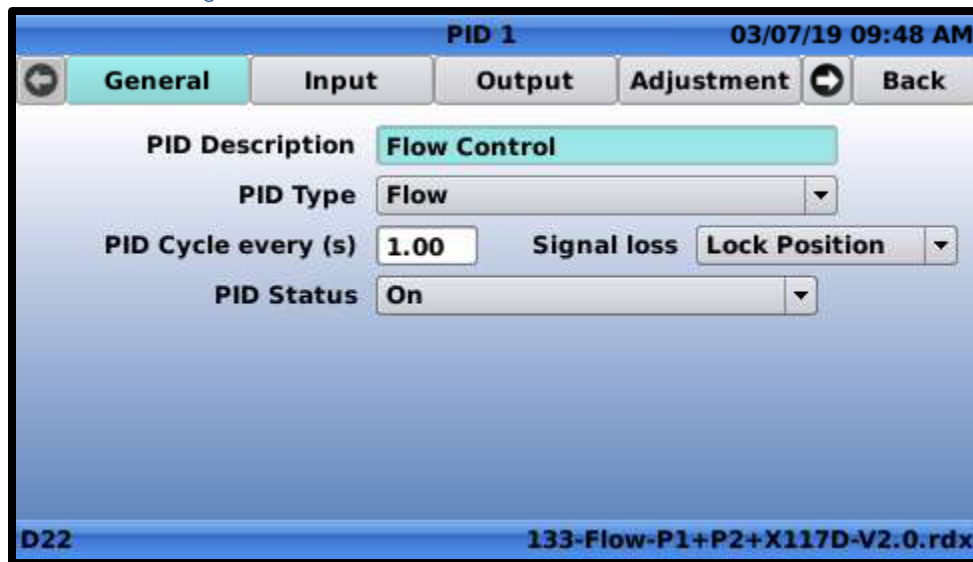 PID 1 03/07/19 09:48 AM
General Input Output Adjustment Back
PID Description Flow Control
PID Type Flow
PID Cycle every (s) 1.00 Signal loss Lock Position
PID Status On
D22 133-Flow-P1+P2+X117D-V2.0.rdx